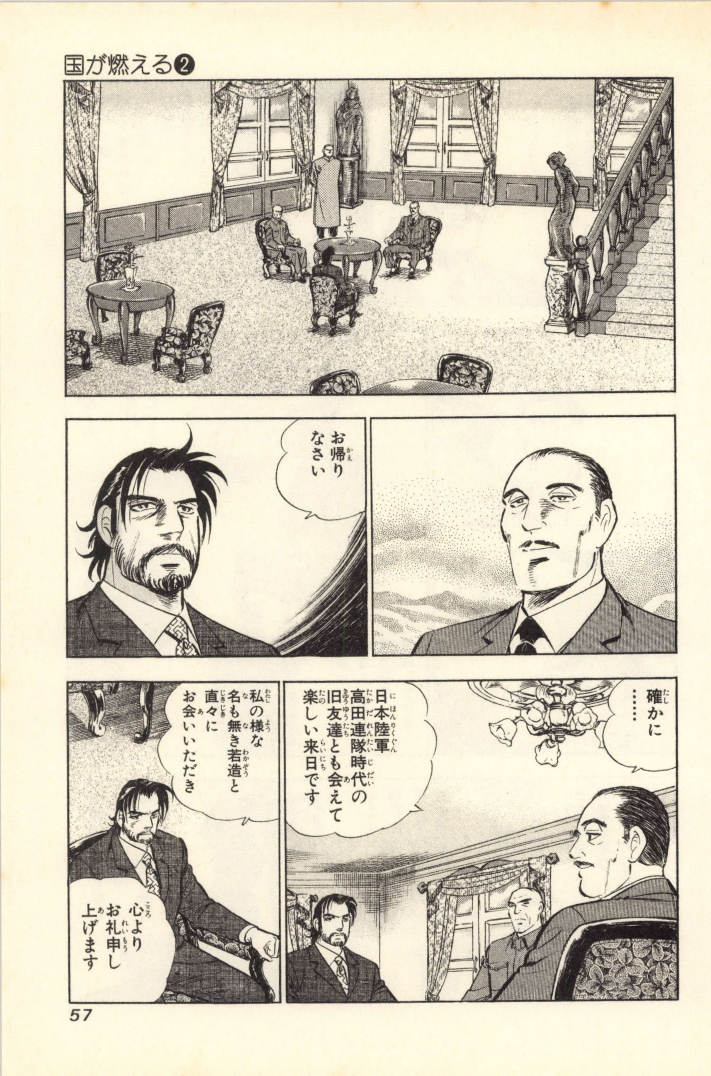 国が燃える❷
お帰り
なさい
確かに
……
日本陸軍
高田連隊時代の
旧友達とも会えて
楽しい来日です
私の様な
名も無き若造と
直々に
お会いいただき
心より
お礼申し
上げます
57